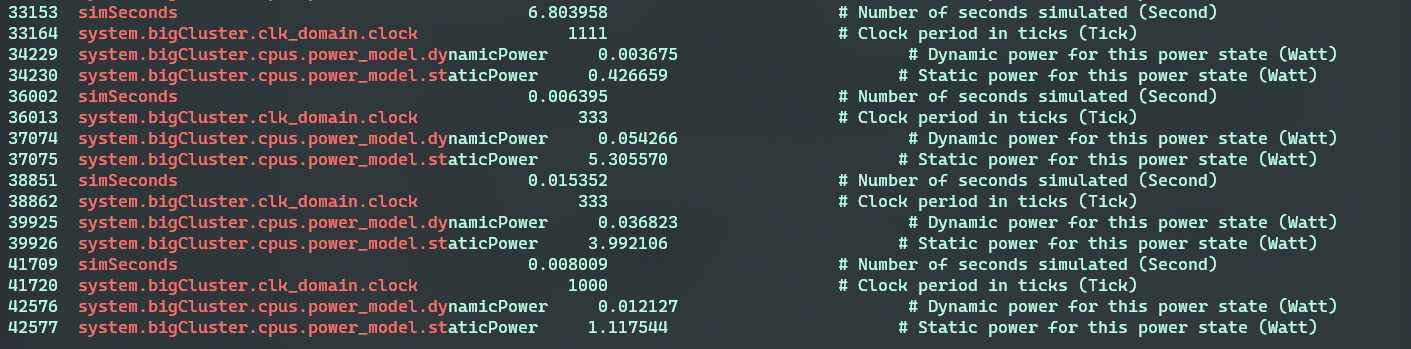 33153 simSeconds 6.803958 # Number of seconds simulated (Second)
33164 system.bigCluster.clk_domain.clock 1111 # Clock period in ticks (Tick)
34229 system.bigCluster.cpus.power_model.dynamicPower 0.003675 # Dynamic power for this power state (Watt)
34230 system.bigCluster.cpus.power_model.staticPower 0.426659 # Static power for this power state (Watt)
36002 simSeconds 0.006395 # Number of seconds simulated (Second)
36013 system.bigCluster.clk_domain.clock 333 # Clock period in ticks (Tick)
37074 system.bigCluster.cpus.power_model.dynamicPower 0.054266 # Dynamic power for this power state (Watt)
37075 system.bigCluster.cpus.power_model.staticPower 5.305570 # Static power for this power state (Watt)
38851 simSeconds 0.015352 # Number of seconds simulated (Second)
38862 system.bigCluster.clk_domain.clock 333 # Clock period in ticks (Tick)
39925 system.bigCluster.cpus.power_model.dynamicPower 0.036823 # Dynamic power for this power state (Watt)
39926 system.bigCluster.cpus.power_model.staticPower 3.992106 # Static power for this power state (Watt)
41709 simSeconds 0.008009 # Number of seconds simulated (Second)
41720 system.bigCluster.clk_domain.clock 1000 # Clock period in ticks (Tick)
42576 system.bigCluster.cpus.power_model.dynamicPower 0.012127 # Dynamic power for this power state (Watt)
42577 system.bigCluster.cpus.power_model.staticPower 1.117544 # Static power for this power state (Watt)